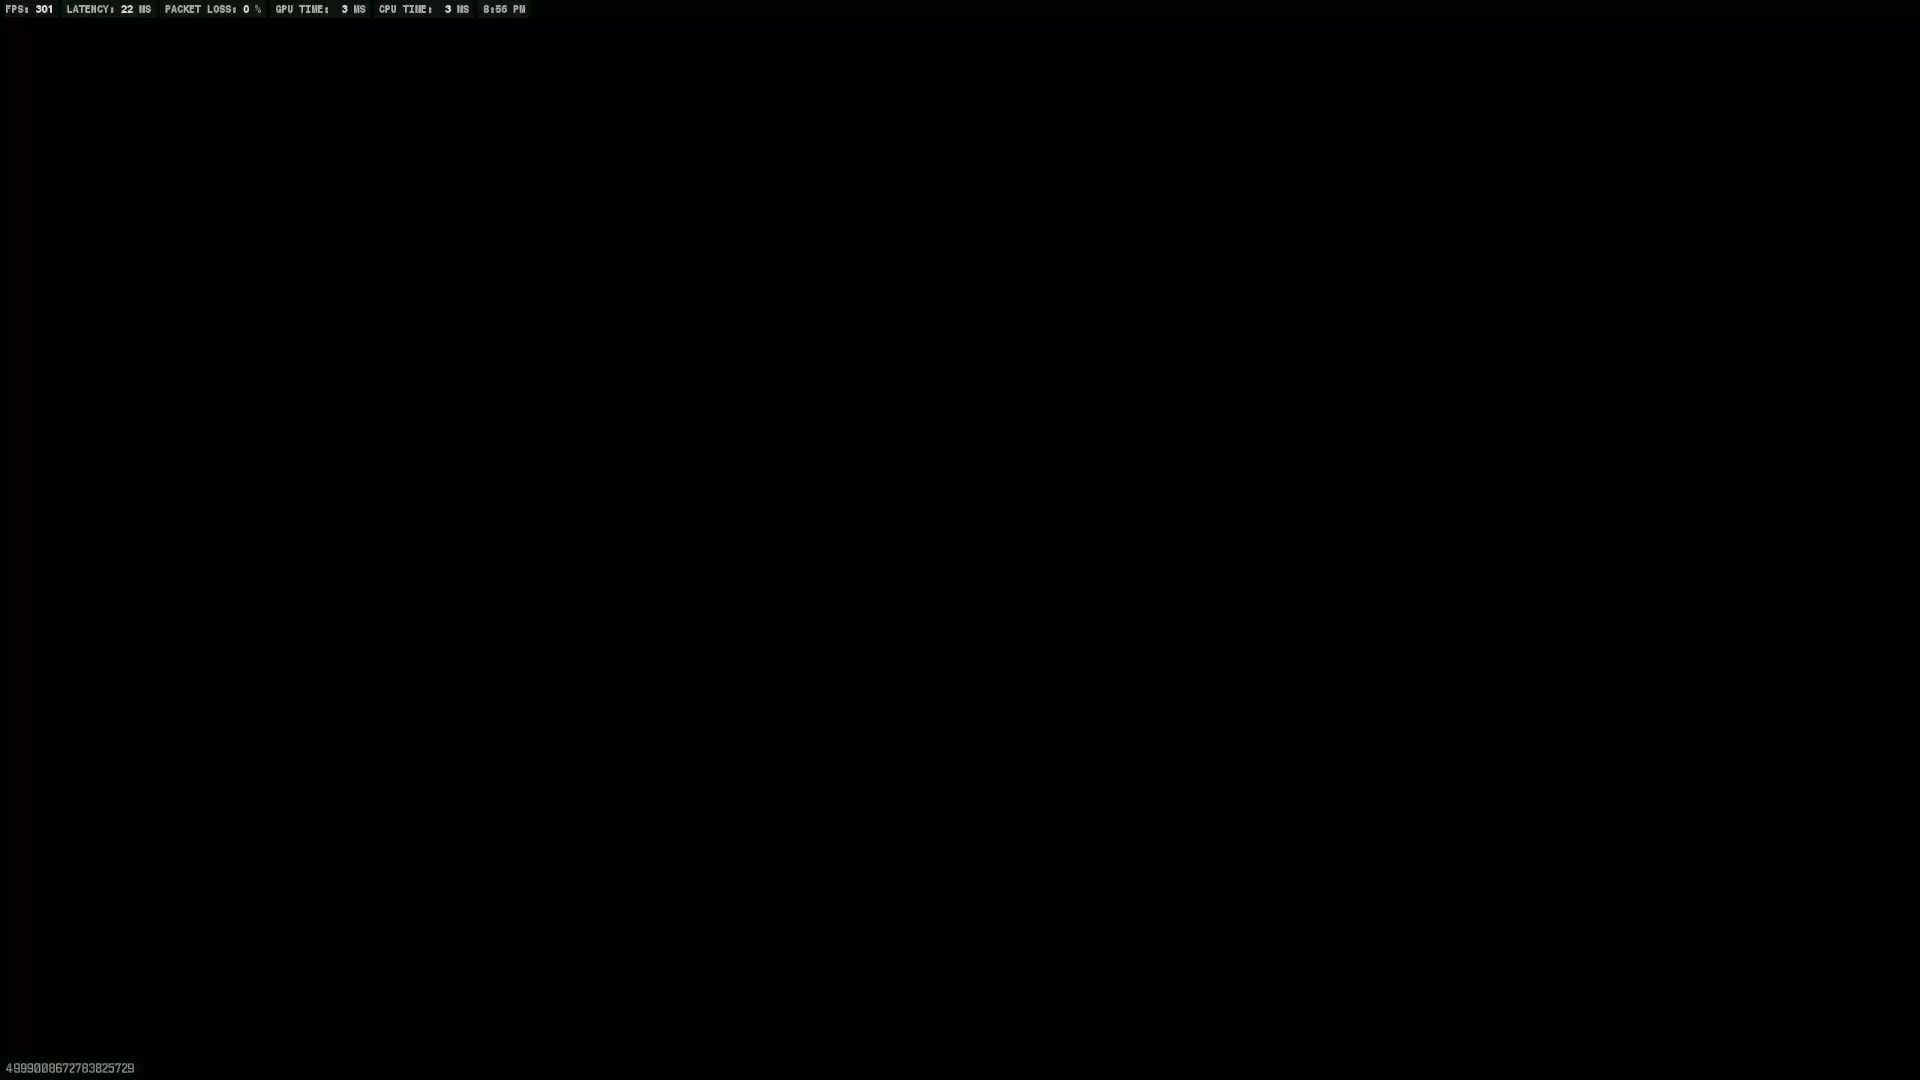 FPS: 301 LATENCY: 22 MS PACKET LOSS: 0 % GPU TIME: 3 MS CPU TIME: 3 MS 8:56 PM
4999008672783825729